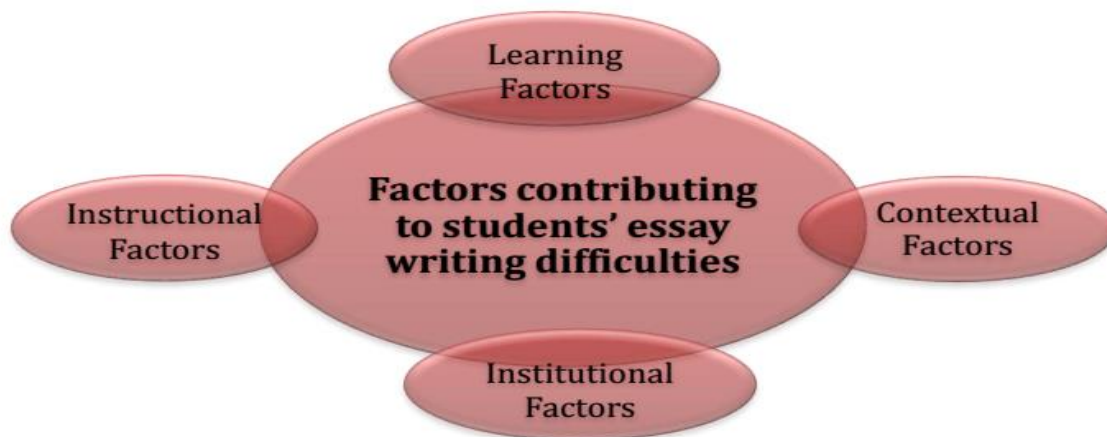 Learning
Factors
Factors contributing
to students’ essay
writing difficulties
Instructional
Factors
Contextual
Factors
Institutional
Factors